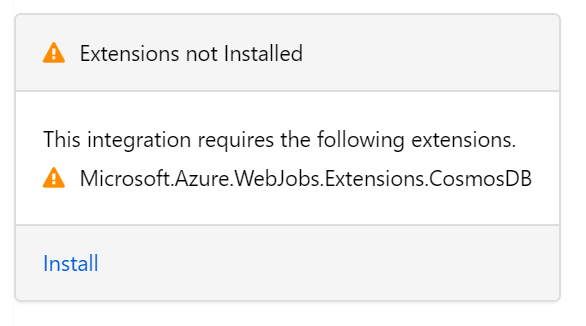 Extensions not Installed
This integration requires the following extensions.
Microsoft.Azure.WebJobs.Extensions.CosmosDB
Install